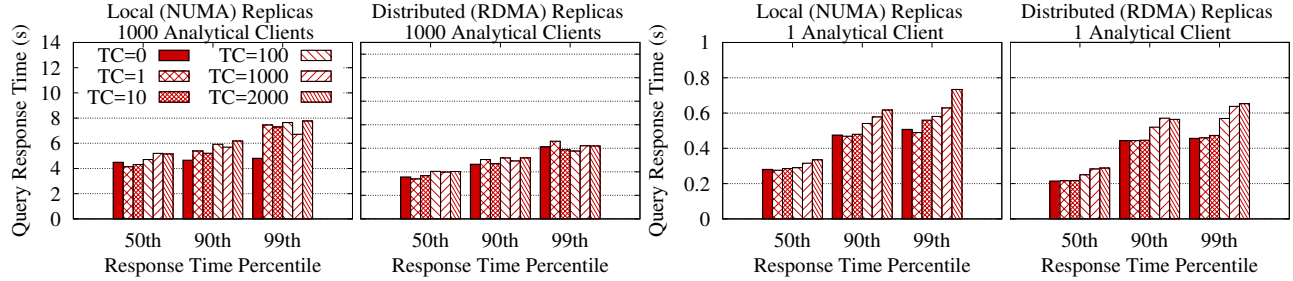 Local (NUMA) Replicas
1000 Analytical Clients
Query Response Time (s)
14
12
10
8
6
4
2
0
TC=0
TC=1
TC=10
TC=100
TC=1000
TC=2000
50th 90th 99th
Response Time Percentile
Distributed (RDMA) Replicas
1000 Analytical Clients
50th 90th 99th
Response Time Percentile
Local (NUMA) Replicas
1 Analytical Client
Query Response Time (s)
1
0.8
0.6
0.4
0.2
0
50th 90th 99th
Response Time Percentile
Distributed (RDMA) Replicas
1 Analytical Client
50th 90th 99th
Response Time Percentile